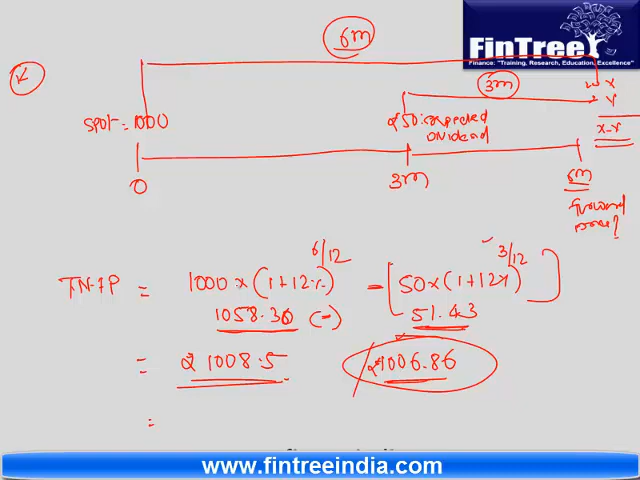 6m
FinTree
Finance: "Training, Research, Education, Excellence"
3m
X
Y
X-Y
SPOT = 1000
₹50 : expected
Dividend
0
3m
6m
forward
price?
TNFP = 1000 × (1+12%)^6/12 - [50 × (1+12%)^3/12]
1058.30 (-) 51.43
= ₹1008.5 / ₹1006.86
=
www.fintreeindia.com